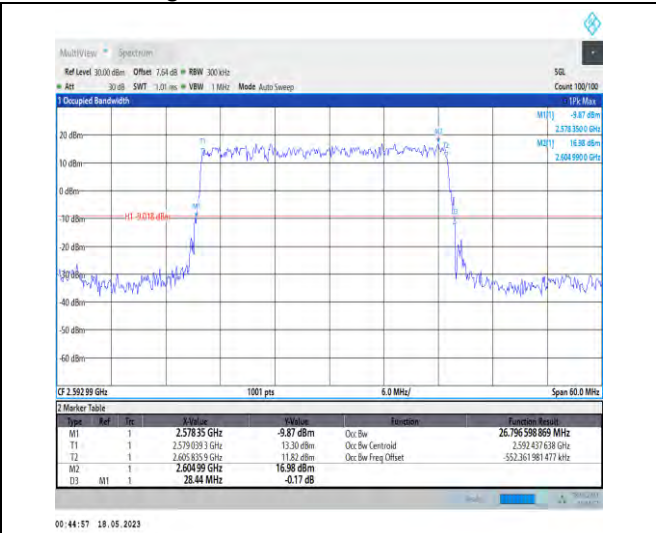 MultiView Spectrum
Ref Level 30.00 dBm Offset 7.64 dB RBW 300 kHz SGL
Att 30 dB SWT 1.01 ms VBW 1 MHz Mode Auto Sweep Count 100/100
1 Occupied Bandwidth 1Pk Max
M1[1] -9.87 dBm
2.578 350 0 GHz
M2[1] 16.98 dBm
2.604 990 0 GHz
M2
T1 T2
20 dBm
10 dBm
0 dBm
M1
D3
-10 dBm H1 -9.018 dBm
-20 dBm
-30 dBm
-40 dBm
-50 dBm
-60 dBm
CF 2.592 99 GHz 1001 pts 6.0 MHz/ Span 60.0 MHz
2 Marker Table
Type Ref Trc X-Value Y-Value Function Function Result
M1 1 2.578 35 GHz -9.87 dBm Occ Bw 26.796 598 869 MHz
T1 1 2.579 039 3 GHz 13.30 dBm Occ Bw Centroid 2.592 437 638 GHz
T2 1 2.605 835 9 GHz 11.82 dBm Occ Bw Freq Offset -552.361 981 477 kHz
M2 1 2.604 99 GHz 16.98 dBm
D3 M1 1 28.44 MHz -0.17 dB
00:44:57 18.05.2023